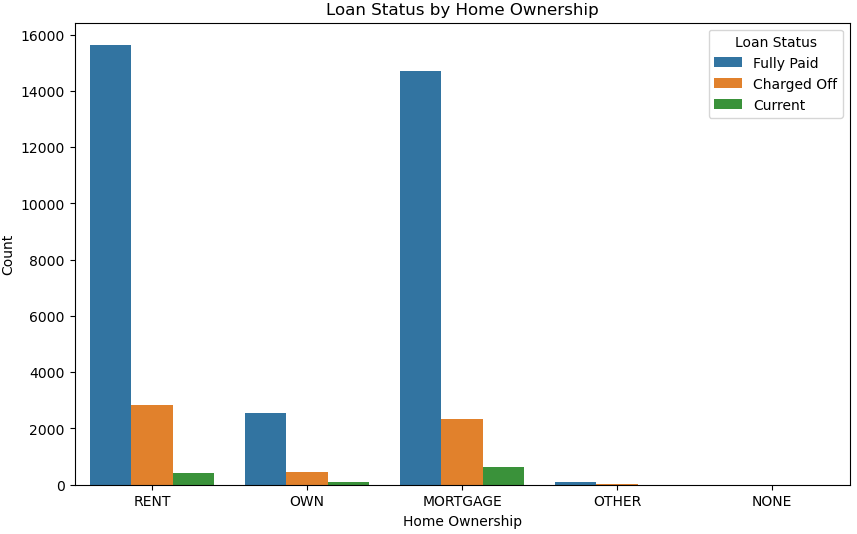 Loan Status by Home Ownership
Loan Status
Fully Paid
Charged Off
Current
Count
16000
14000
12000
10000
8000
6000
4000
2000
0
RENT OWN MORTGAGE OTHER NONE
Home Ownership